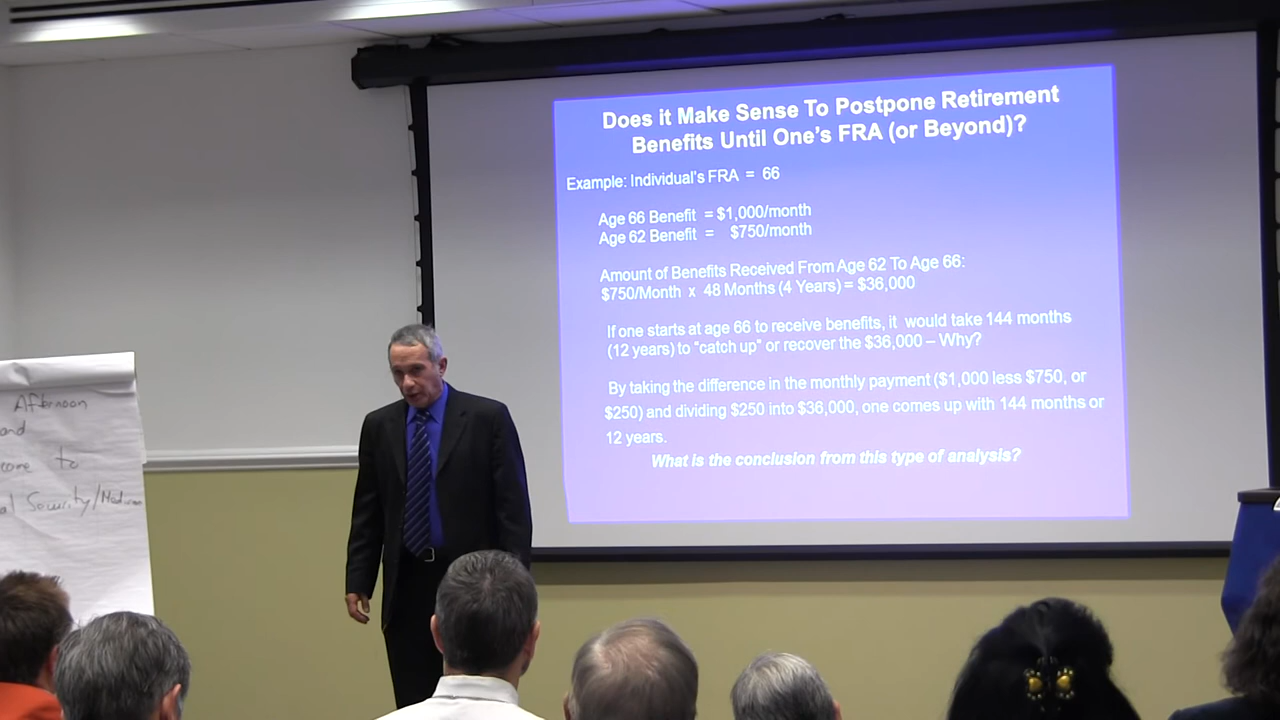 Does it Make Sense To Postpone Retirement
Benefits Until One's FRA (or Beyond)?
Example: Individual's FRA = 66
Age 66 Benefit = $1,000/month
Age 62 Benefit = $750/month
Amount of Benefits Received From Age 62 To Age 66:
$750/Month x 48 Months (4 Years) = $36,000
If one starts at age 66 to receive benefits, it would take 144 months
(12 years) to "catch up" or recover the $36,000 – Why?
By taking the difference in the monthly payment ($1,000 less $750, or
$250) and dividing $250 into $36,000, one comes up with 144 months or
12 years.
What is the conclusion from this type of analysis?
Afternoon
and
come to
al Security/